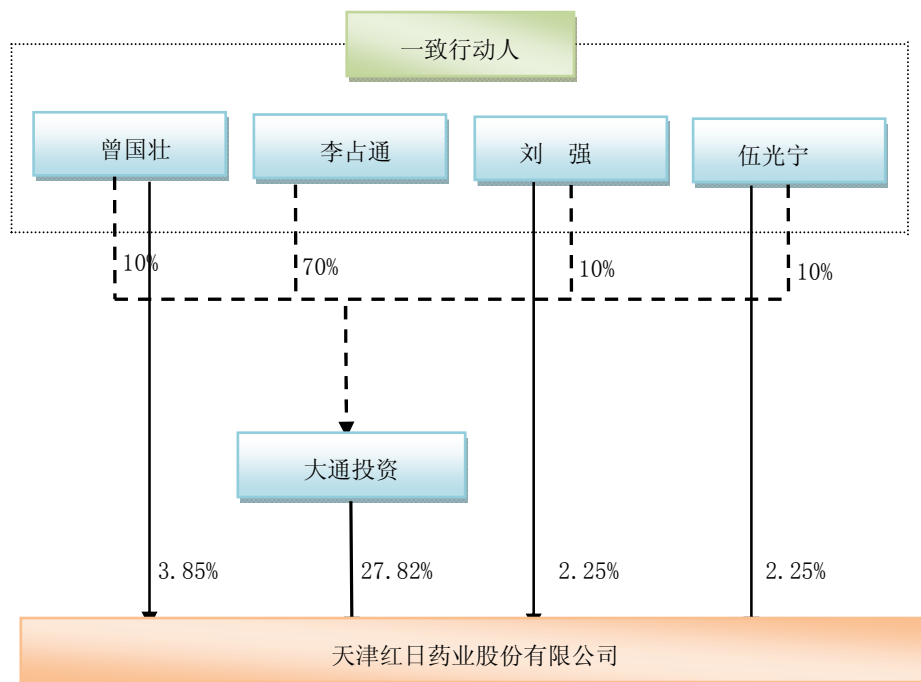 一致行动人
曾国壮
李占通
刘 强
伍光宁
10%
70%
10%
10%
大通投资
3.85%
27.82%
2.25%
2.25%
天津红日药业股份有限公司